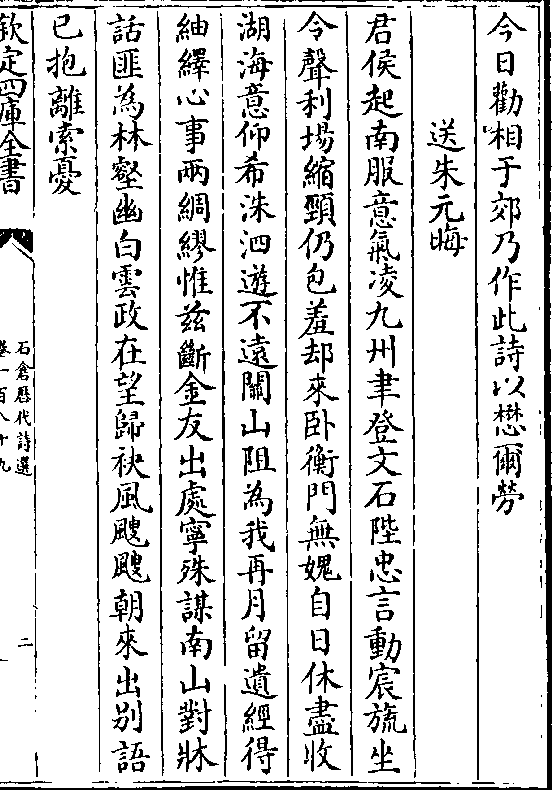 今日勸相于郊乃作此詩以懋爾勞
送朱元晦
君侯起南服意氣凌九州聿登文石陛忠言動宸旒坐
令聲利場縮頸仍包羞却來卧衡門無媿自日休盡收
湖海意仰希洙泗遊不遠關山阻為我再月留遺經得
紬繹心事兩綢繆惟兹斷金友出處寧殊謀南山對牀
話匪為林壑幽白雲政在望歸袂風颼颼朝來出别語
已抱離索憂
欽定四庫全書
石倉歷代詩選
卷一百八十九
二